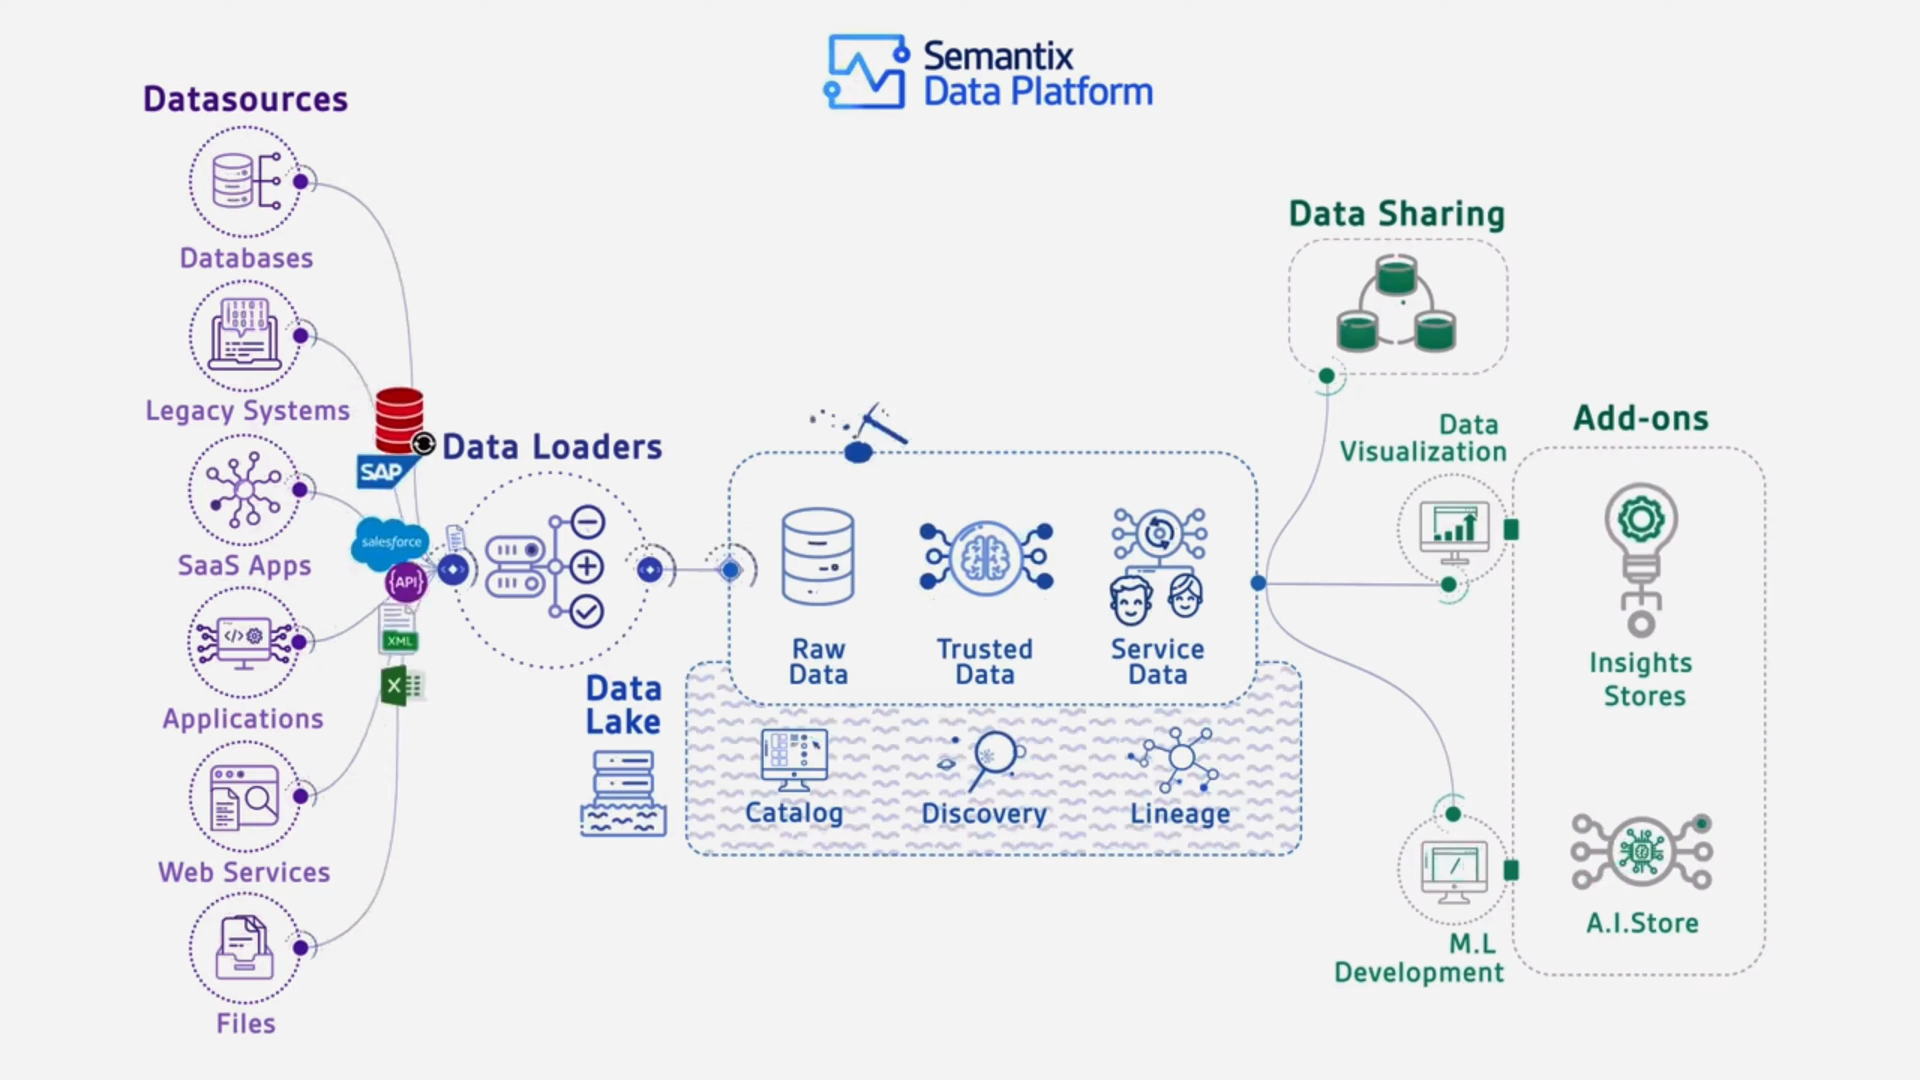 Semantix
Data Platform
Datasources
Databases
1101
0010
Legacy Systems
SaaS Apps
</>
Applications
Web Services
Files
SAP
salesforce
{API}
XML
X
Data Loaders
Raw
Data
Trusted
Data
Service
Data
Data
Lake
Catalog
Discovery
Lineage
Data Sharing
Data
Visualization
M.L
Development
Add-ons
Insights
Stores
A.I.Store